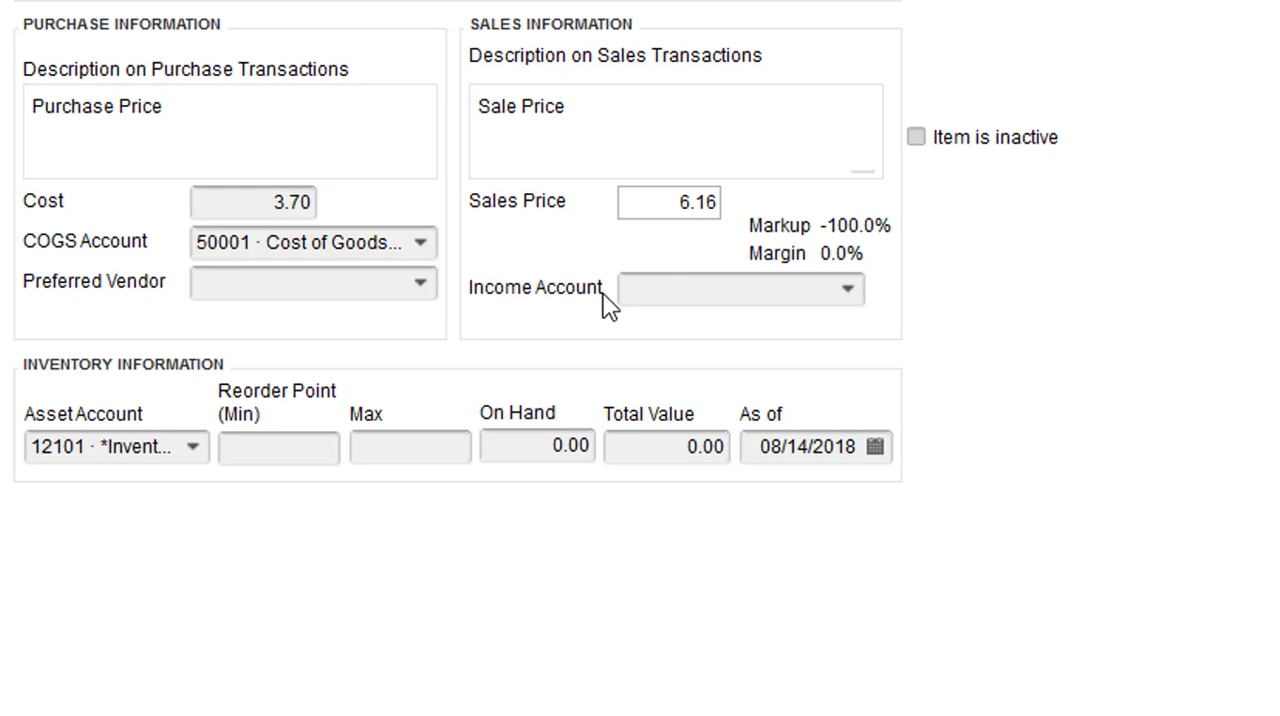 PURCHASE INFORMATION
Description on Purchase Transactions
Purchase Price
Cost 3.70
COGS Account 50001 · Cost of Goods...
Preferred Vendor
SALES INFORMATION
Description on Sales Transactions
Sale Price
Sales Price 6.16
Markup -100.0%
Margin 0.0%
Income Account
Item is inactive
INVENTORY INFORMATION
Asset Account
Reorder Point
(Min)
Max
On Hand
Total Value
As of
12101 · *Invent... 0.00 0.00 08/14/2018